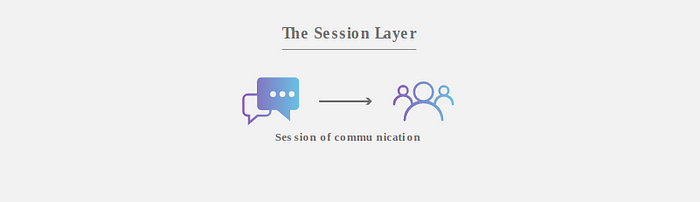 The Session Layer
Session of communication